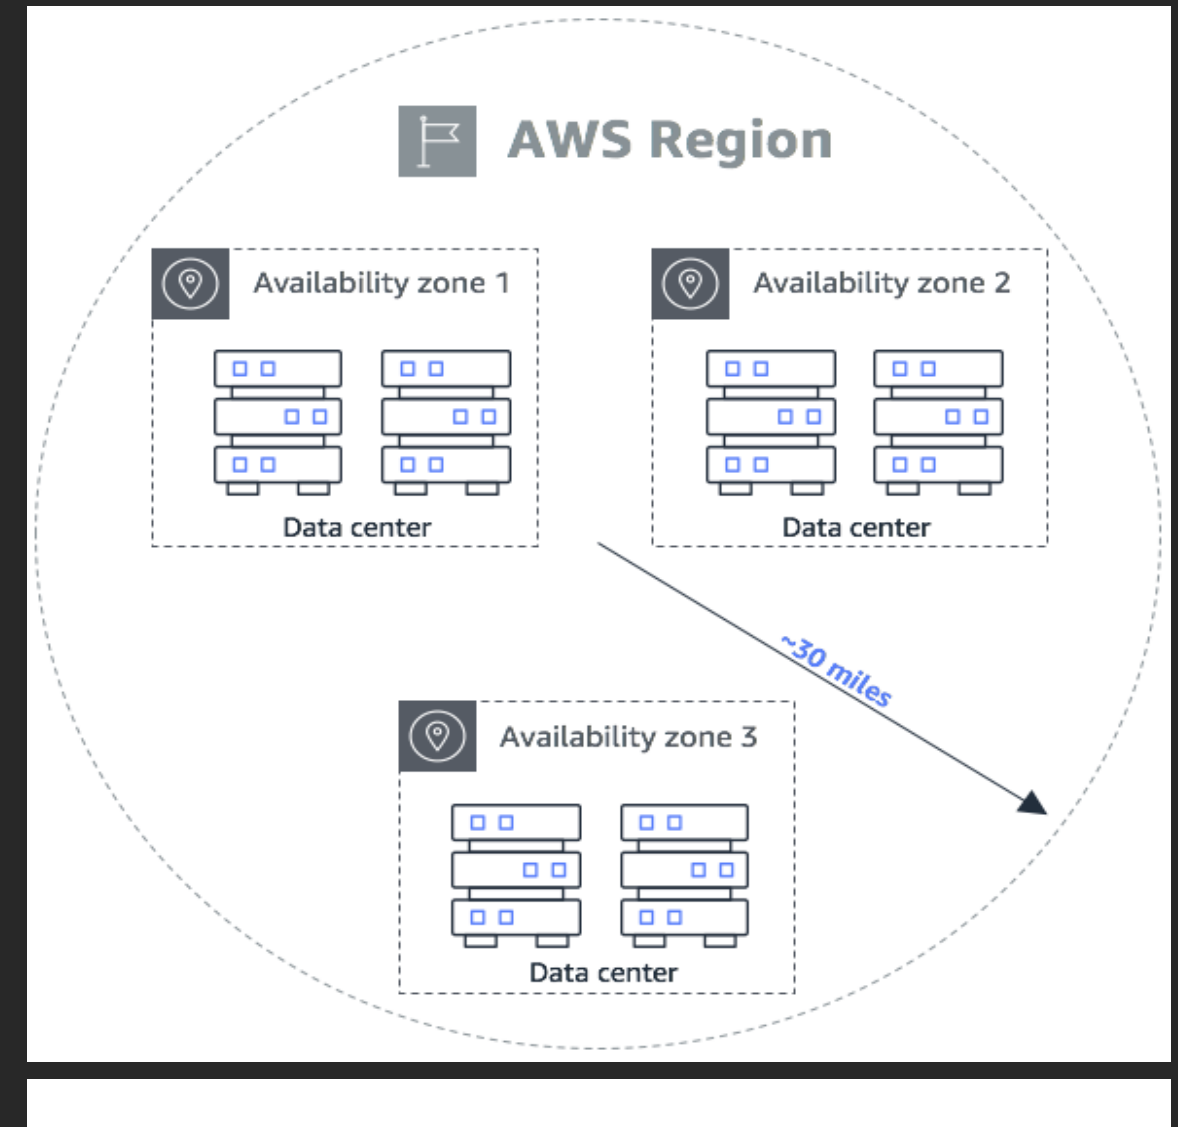 AWS Region
Availability zone 1
Availability zone 2
Data center
Data center
~30 miles
Availability zone 3
Data center